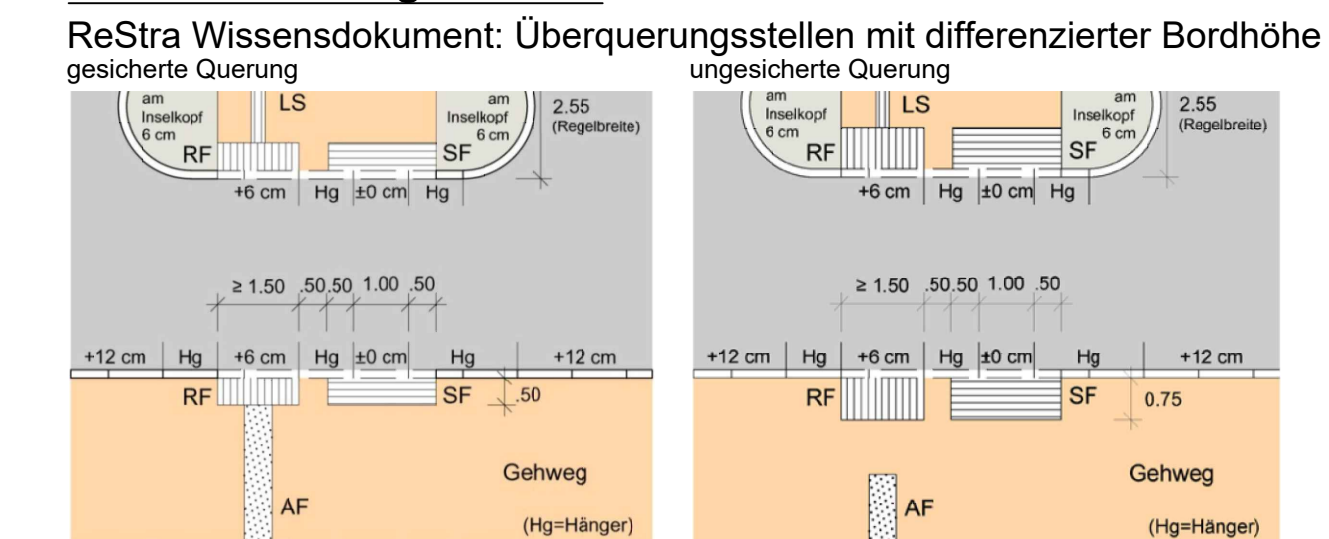 ReStra Wissensdokument: Überquerungsstellen mit differenzierter Bordhöhe
gesicherte Querung
am
Inselkopf
6 cm
LS
am
Inselkopf
6 cm
2.55
(Regelbreite)
RF
SF
+6 cm Hg ±0 cm Hg
≥ 1.50 .50 .50 1.00 .50
+12 cm Hg +6 cm Hg ±0 cm Hg +12 cm
RF
SF
.50
Gehweg
AF
(Hg=Hänger)
ungesicherte Querung
am
Inselkopf
6 cm
LS
am
Inselkopf
6 cm
2.55
(Regelbreite)
RF
SF
+6 cm Hg ±0 cm Hg
≥ 1.50 .50 .50 1.00 .50
+12 cm Hg +6 cm Hg ±0 cm Hg +12 cm
RF
SF
0.75
Gehweg
AF
(Hg=Hänger)